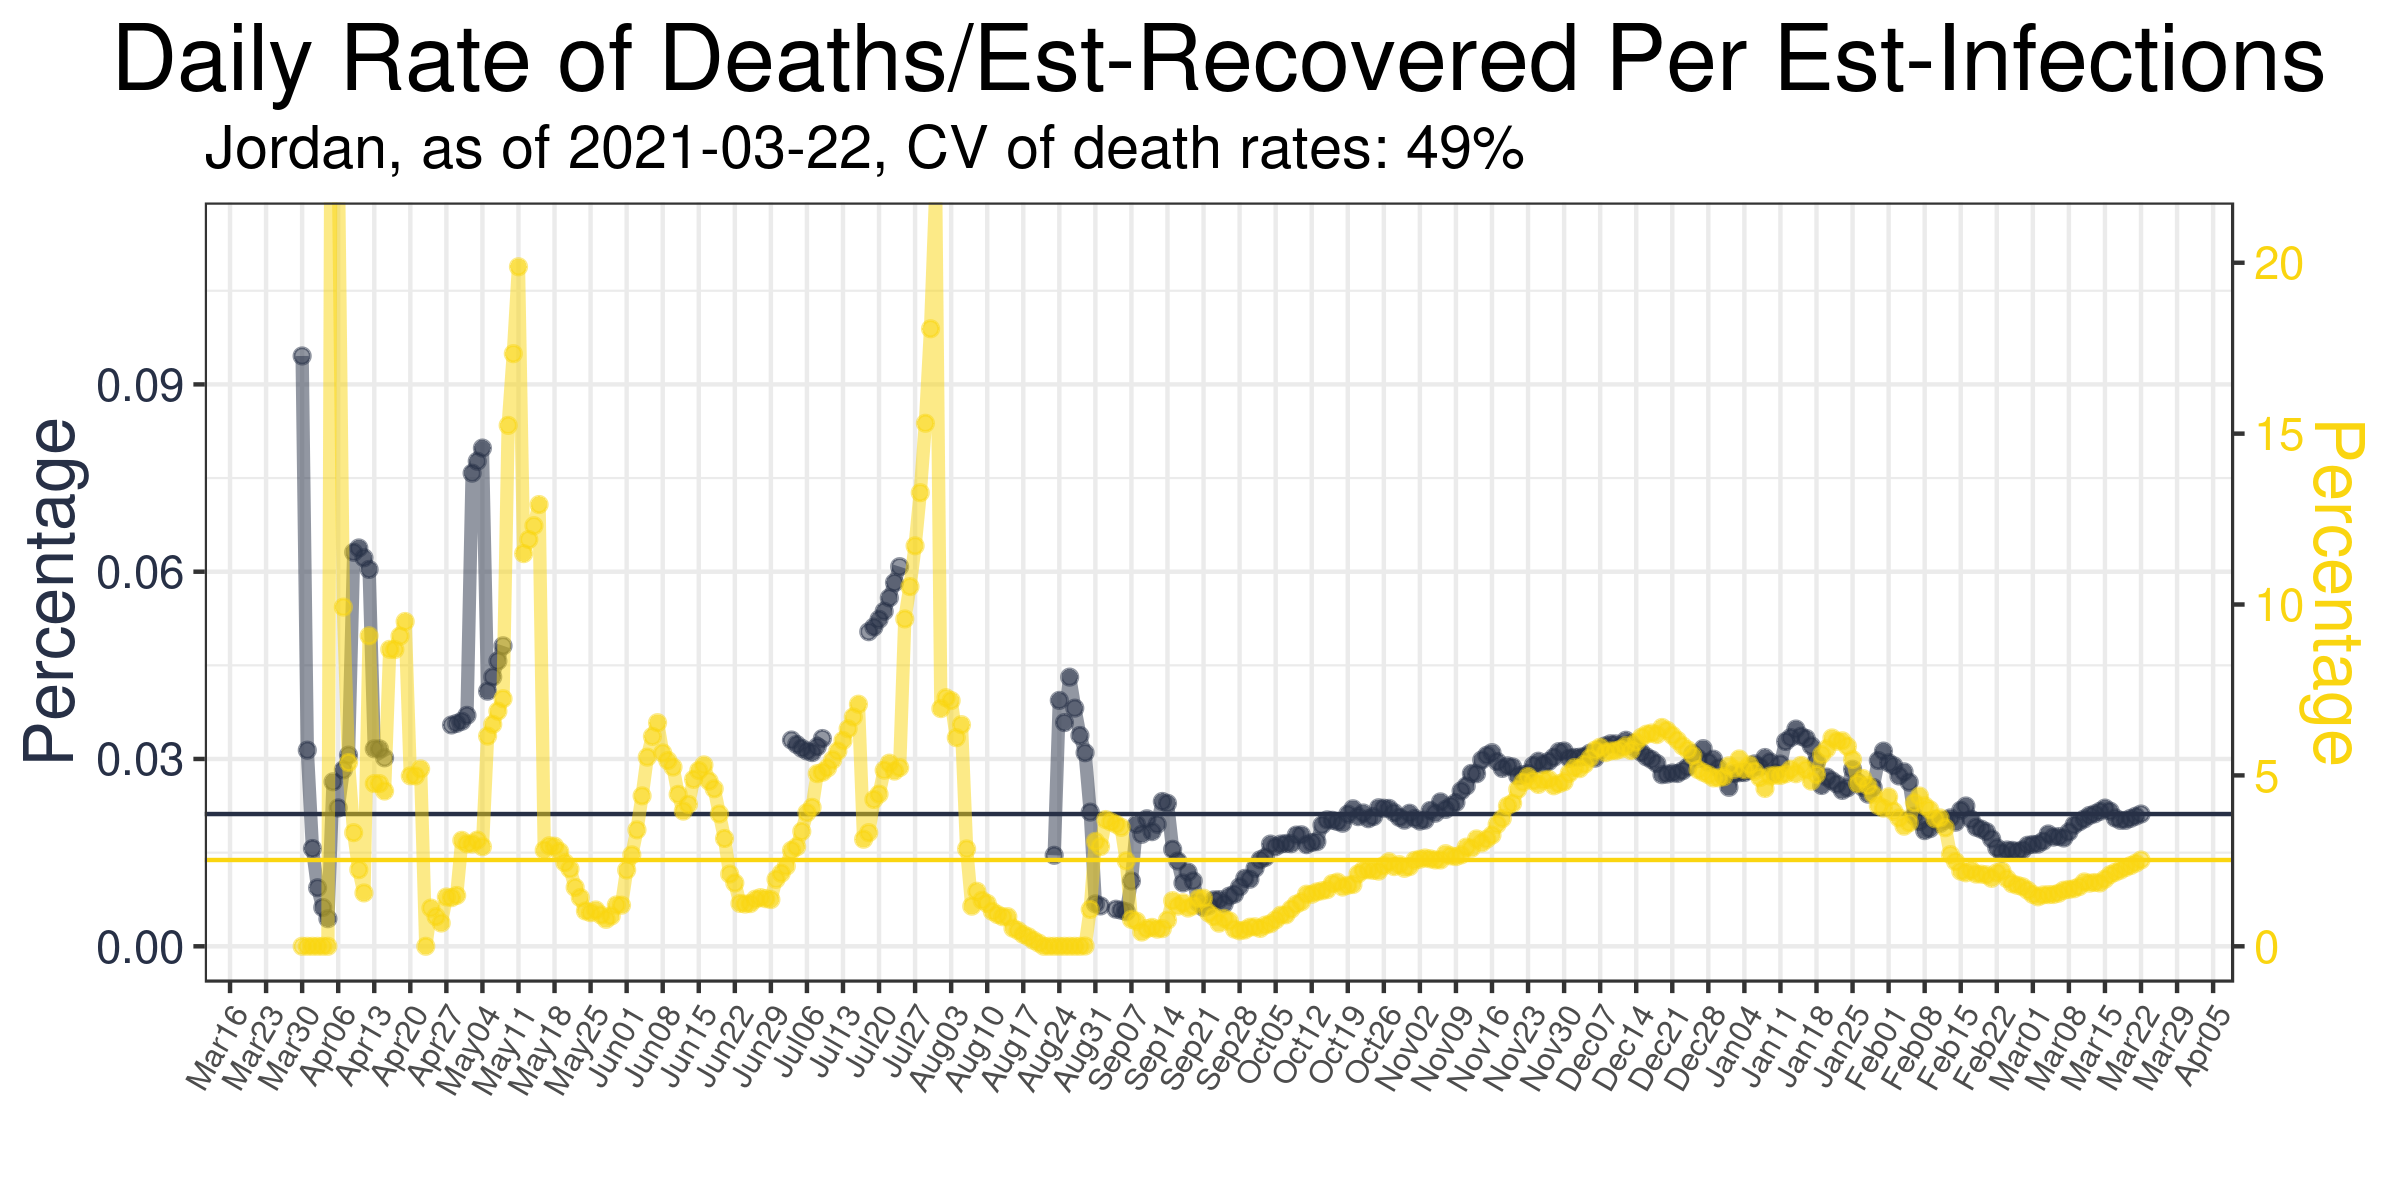 Daily Rate of Deaths/Est-Recovered Per Est-Infections
Jordan, as of 2021-03-22, CV of death rates: 49%
Percentage
0.09
0.06
0.03
0.00
20
15
10
5
0
Percentage
Mar16
Mar23
Mar30
Apr06
Apr13
Apr20
Apr27
May04
May11
May18
May25
Jun01
Jun08
Jun15
Jun22
Jun29
Jul06
Jul13
Jul20
Jul27
Aug03
Aug10
Aug17
Aug24
Aug31
Sep07
Sep14
Sep21
Sep28
Oct05
Oct12
Oct19
Oct26
Nov02
Nov09
Nov16
Nov23
Nov30
Dec07
Dec14
Dec21
Dec28
Jan04
Jan11
Jan18
Jan25
Feb01
Feb08
Feb15
Feb22
Mar01
Mar08
Mar15
Mar22
Mar29
Apr05